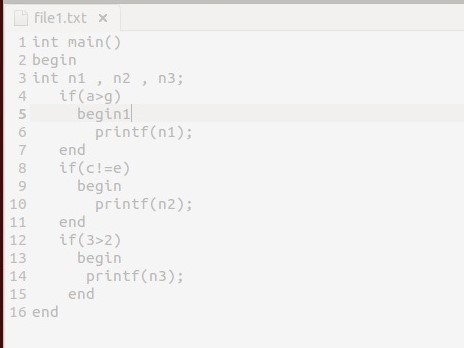 file1.txt ×
1 int main()
2 begin
3 int n1 , n2 , n3;
4    if(a>g)
5      begin1
6        printf(n1);
7    end
8    if(c!=e)
9      begin
10       printf(n2);
11   end
12   if(3>2)
13     begin
14      printf(n3);
15    end
16 end